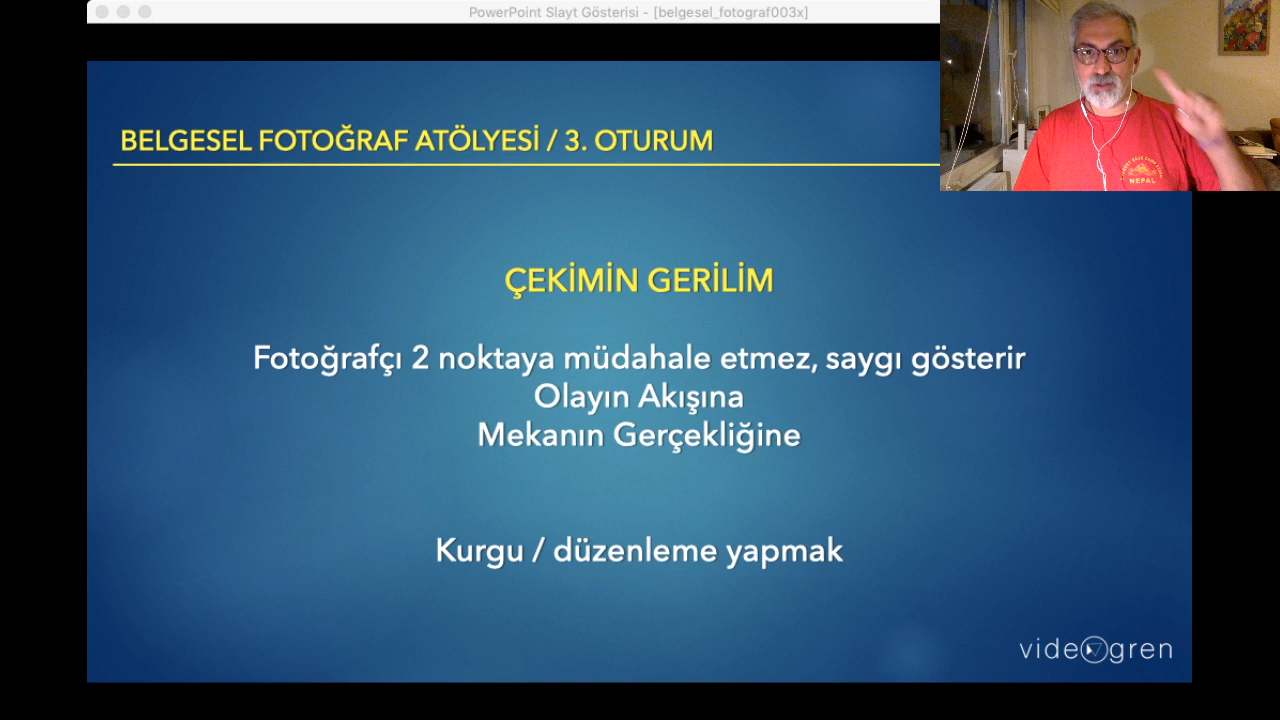 PowerPoint Slayt Gösterisi - [belgesel_fotograf003x]
BELGESEL FOTOĞRAF ATÖLYESİ / 3. OTURUM
ÇEKİMİN GERİLİM
Fotoğrafçı 2 noktaya müdahale etmez, saygı gösterir
Olayın Akışına
Mekanın Gerçekliğine
Kurgu / düzenleme yapmak
videogren
NEPAL